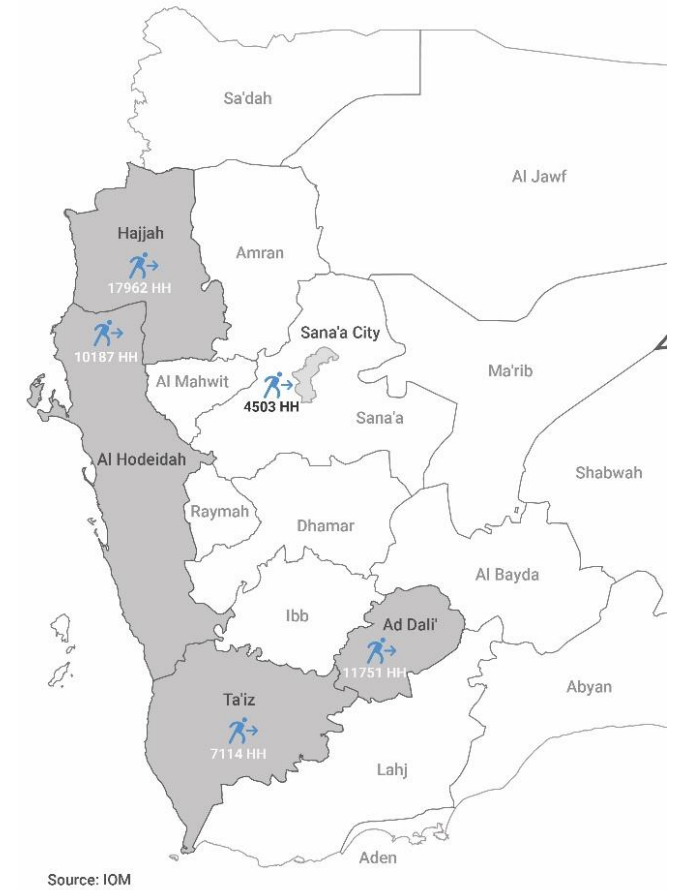 Sa'dah
Al Jawf
Hajjah
17962 HH
Amran
10187 HH
Sana'a City
Al Mahwit
4503 HH
Ma'rib
Sana'a
Al Hodeidah
Shabwah
Raymah
Dhamar
Al Bayda
Ibb
Ad Dali'
11751 HH
Ta'iz
7114 HH
Abyan
Lahj
Aden
Source: IOM